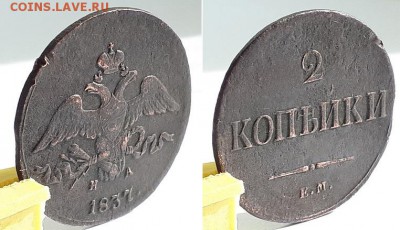 COINS.LAVE.RU
Н А
1837.
2
КОПѢЙКИ
Е.М.